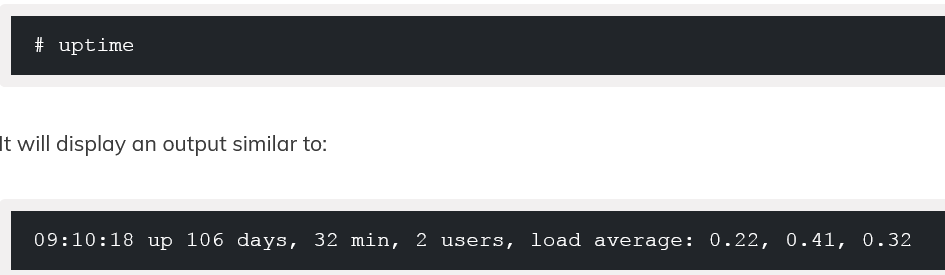 # uptime
It will display an output similar to:
09:10:18 up 106 days, 32 min, 2 users, load average: 0.22, 0.41, 0.32